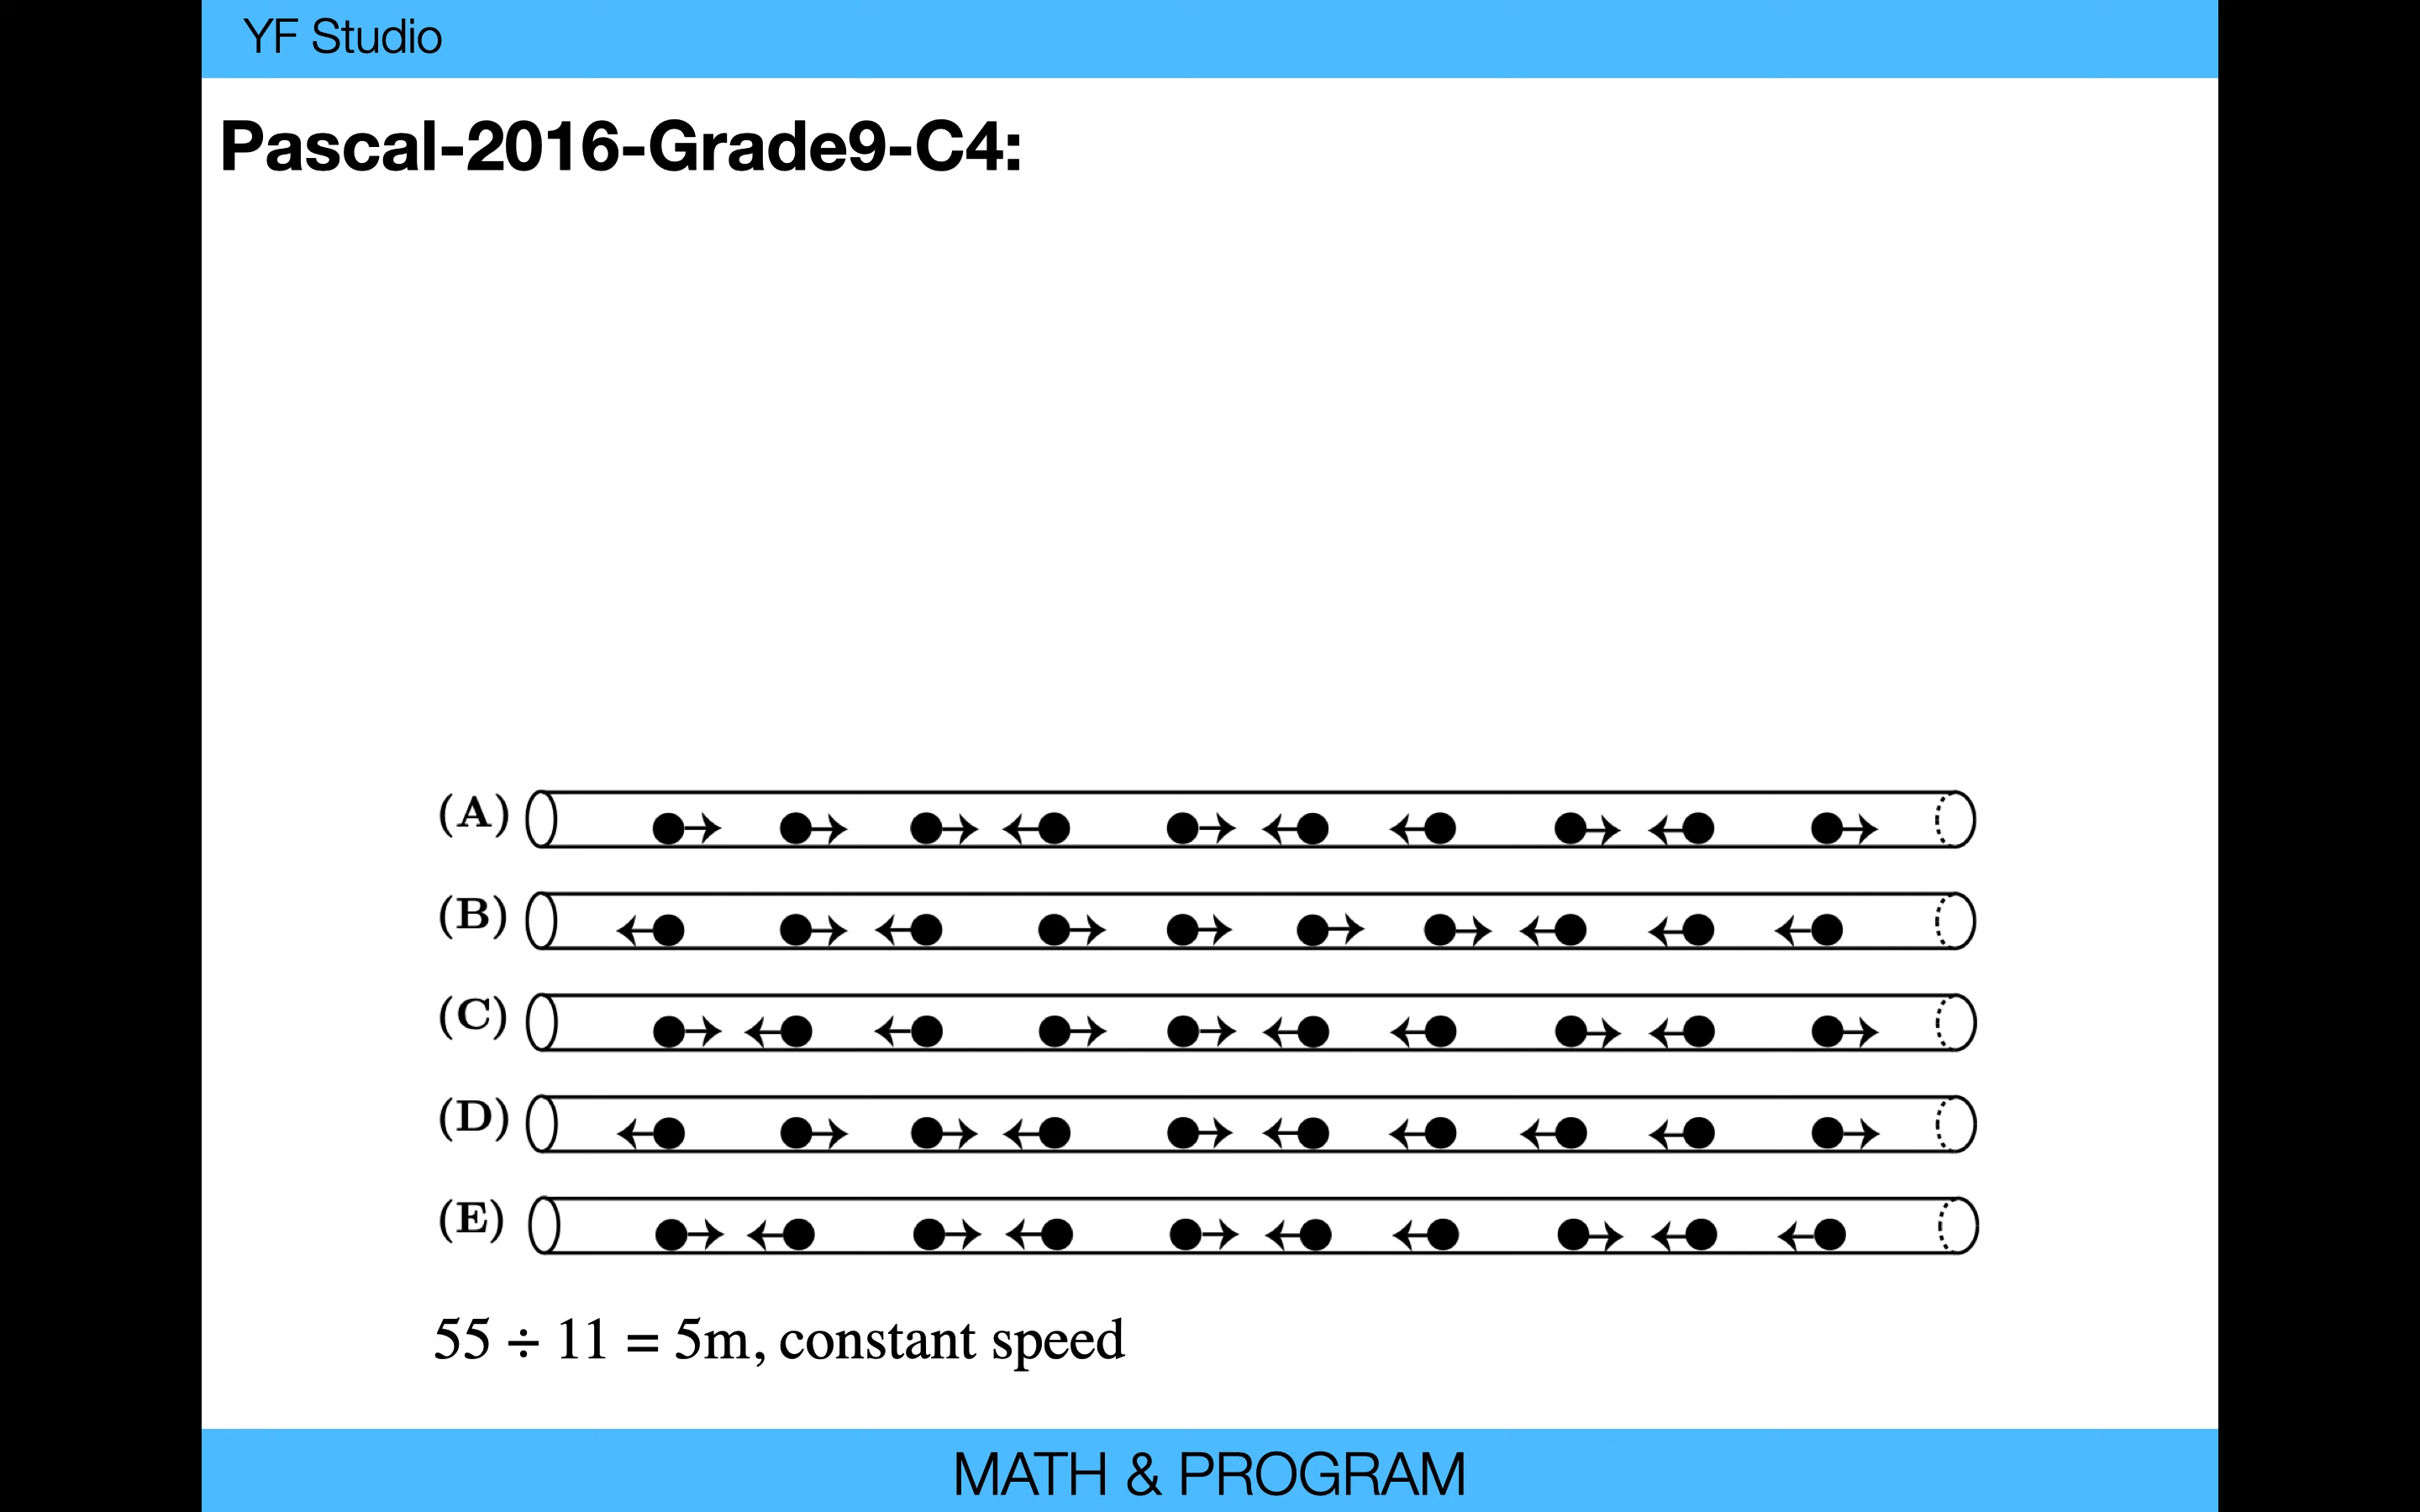 YF Studio
Pascal-2016-Grade9-C4:
(A)
(B)
(C)
(D)
(E)
55 ÷ 11 = 5m, constant speed
MATH & PROGRAM